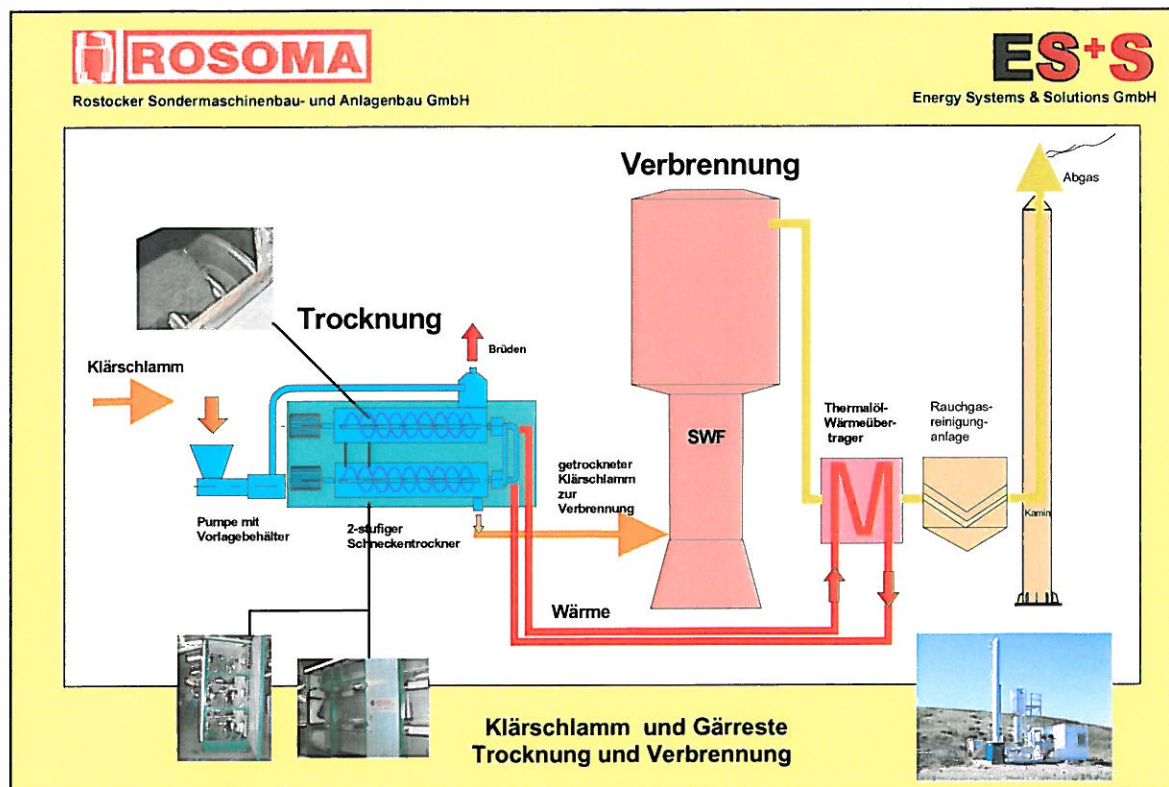 ROSOMA
Rostocker Sondermaschinenbau- und Anlagenbau GmbH
ES+S
Energy Systems & Solutions GmbH
Verbrennung
Abgas
Trocknung
Brüden
Klärschlamm
Thermalöl-
Wärmeüber-
trager
Rauchgas-
reinigung-
anlage
SWF
getrockneter
Klärschlamm
zur
Verbrennung
Kamin
Pumpe mit
Vorlagebehälter
2-stufiger
Schneckentrockner
Wärme
Klärschlamm und Gärreste
Trocknung und Verbrennung